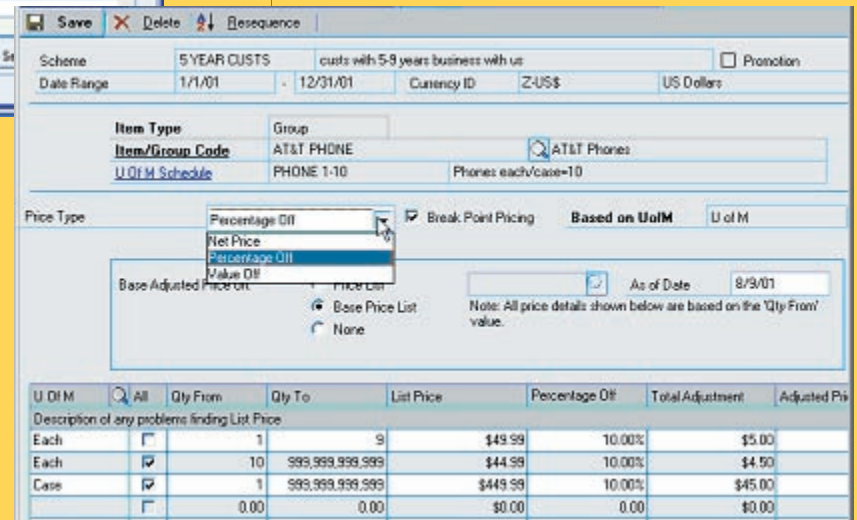 Save Delete Resequence
Se
Scheme 5 YEAR CUSTS custs with 5-9 years business with us Promotion
Date Range 1/1/01 - 12/31/01 Currency ID Z-US$ US Dollars
Item Type Group
Item/Group Code AT&T PHONE AT&T Phones
U Of M Schedule PHONE 1-10 Phones each/case=10
Price Type Percentage Off Break Point Pricing Based on UofM U of M
Net Price
Percentage Off
Value Off
Base Adjusted Price on: Price List As of Date 8/9/01
Base Price List Note: All price details shown below are based on the 'Qty From'
None value.
U Of M All Qty From Qty To List Price Percentage Off Total Adjustment Adjusted Pri
Description of any problems finding List Price
Each 1 9 $49.99 10.00% $5.00
Each 10 999,999,999,999 $44.99 10.00% $4.50
Case 1 999,999,999,999 $449.99 10.00% $45.00
0.00 0.00 $0.00 0.00 $0.00